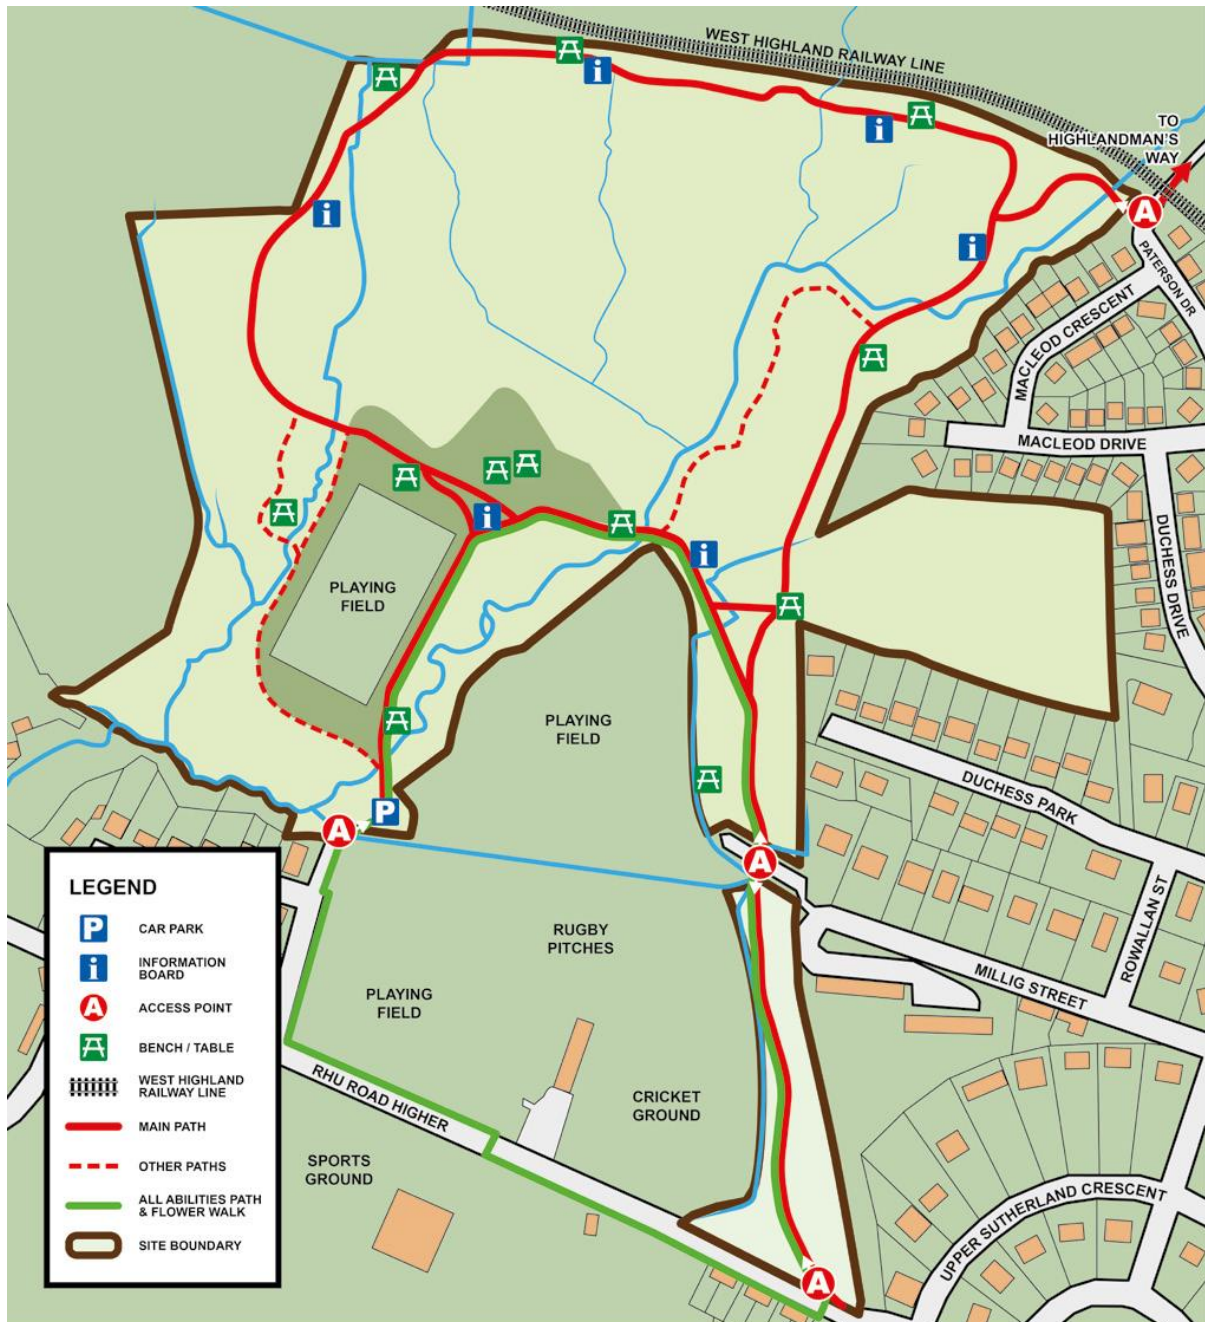 WEST HIGHLAND RAILWAY LINE
TO
HIGHLANDMAN'S
WAY
i
i
i
i
A
PATERSON DR
MACLEOD CRESCENT
MACLEOD DRIVE
DUCHESS DRIVE
i
i
PLAYING
FIELD
PLAYING
FIELD
DUCHESS PARK
P
A
A
ROWALLAN ST
MILLIG STREET
RUGBY
PITCHES
PLAYING
FIELD
CRICKET
GROUND
RHU ROAD HIGHER
SPORTS
GROUND
UPPER SUTHERLAND CRESCENT
A
LEGEND
P CAR PARK
i INFORMATION
BOARD
A ACCESS POINT
BENCH / TABLE
WEST HIGHLAND
RAILWAY LINE
MAIN PATH
OTHER PATHS
ALL ABILITIES PATH
& FLOWER WALK
SITE BOUNDARY